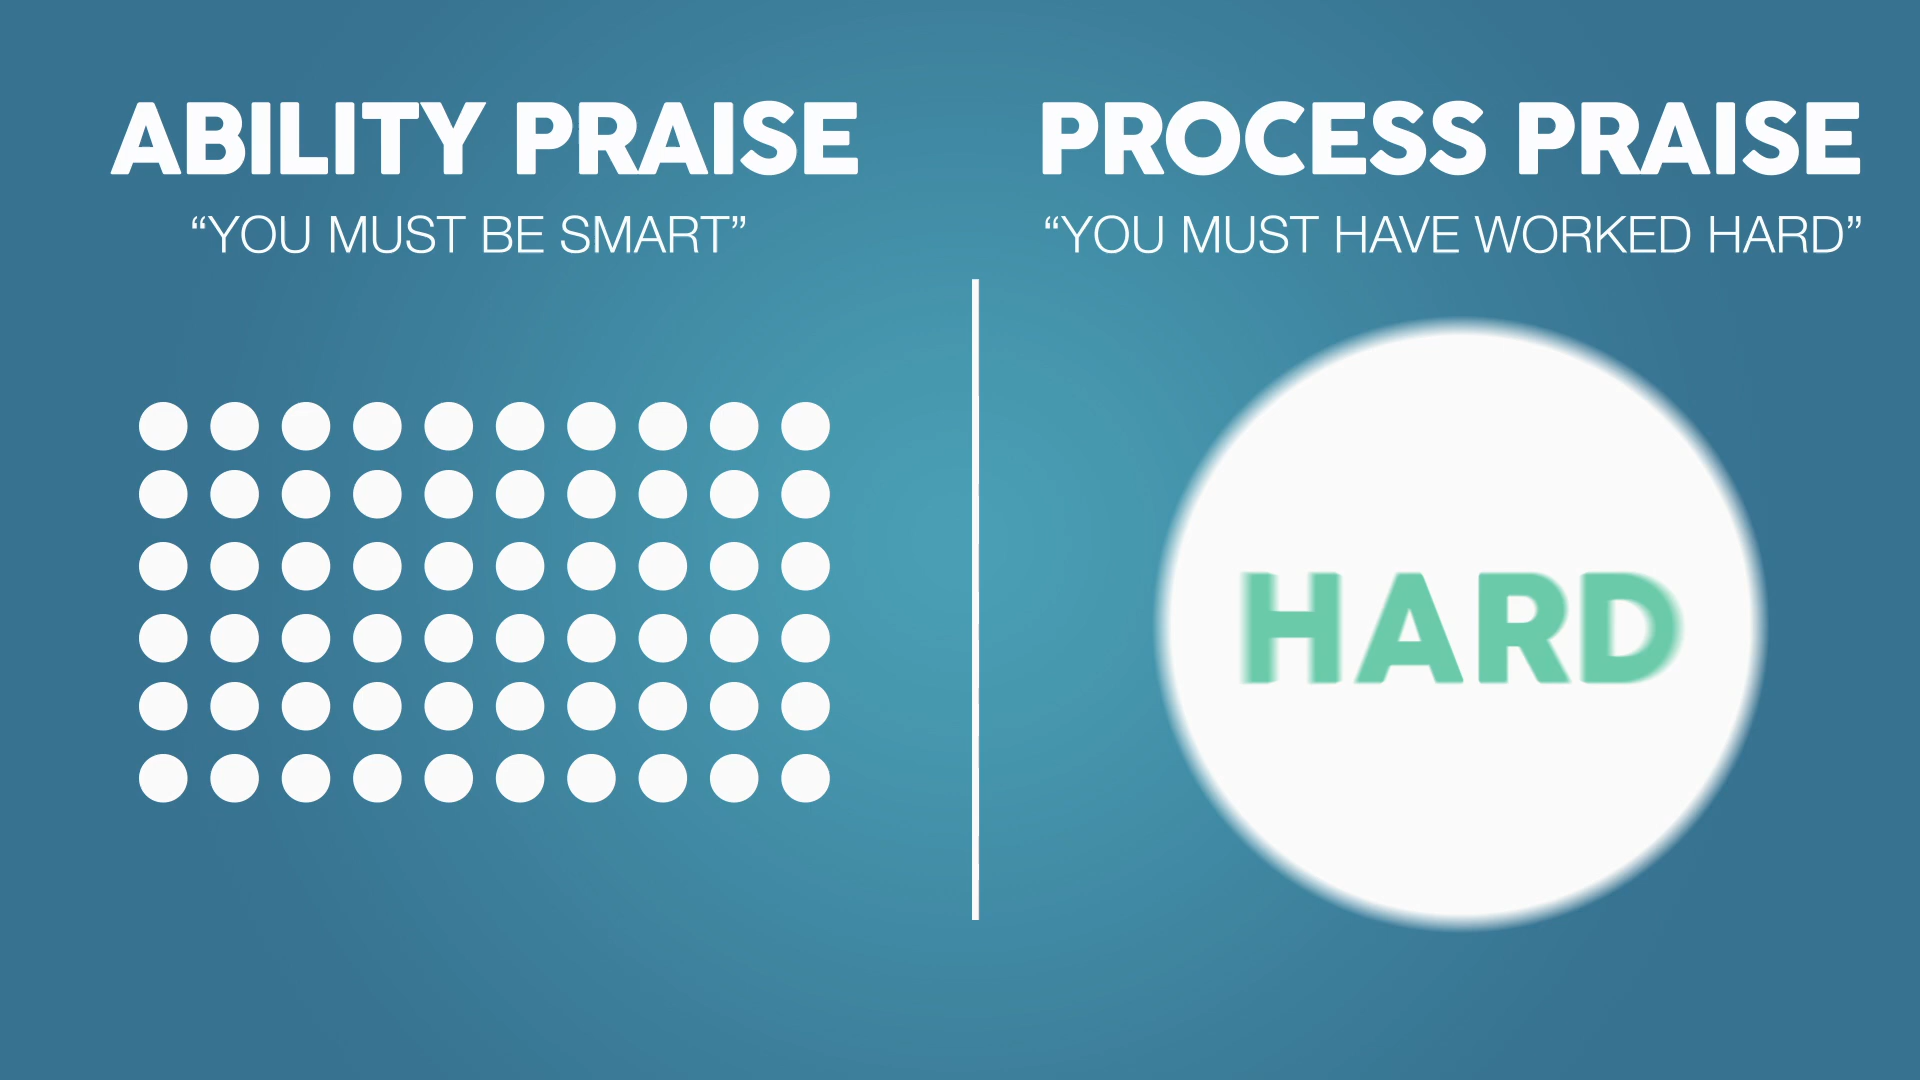 ABILITY PRAISE
“YOU MUST BE SMART”
PROCESS PRAISE
“YOU MUST HAVE WORKED HARD”
HARD